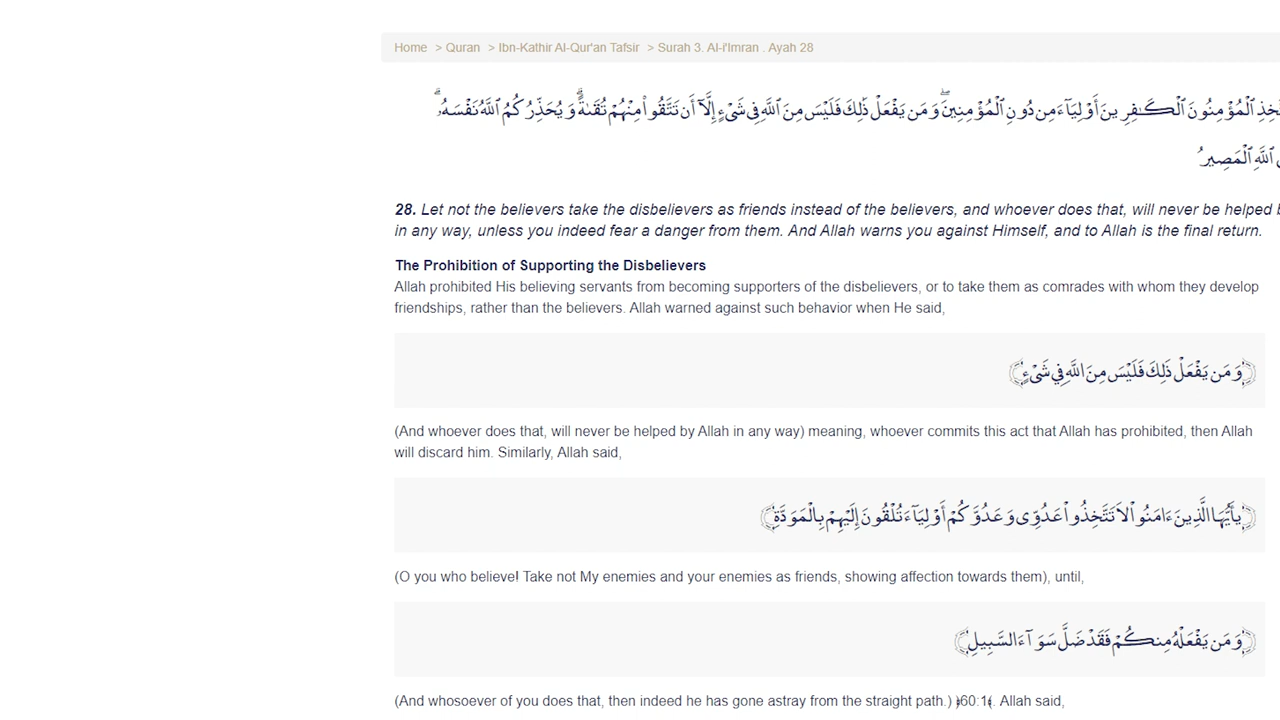 Home > Quran > Ibn-Kathir Al-Qur'an Tafsir > Surah 3. Al-i'Imran . Ayah 28
ٱلْمُؤْمِنُونَ ٱلْكَـٰفِرِينَ أَوْلِيَآءَ مِن دُونِ ٱلْمُؤْمِنِينَ ۖ وَمَن يَفْعَلْ ذَٰلِكَ فَلَيْسَ مِنَ ٱللَّهِ فِى شَىْءٍ إِلَّآ أَن تَتَّقُوا۟ مِنْهُمْ تُقَىٰةً ۗ وَيُحَذِّرُكُمُ ٱللَّهُ نَفْسَهُۥ ۗ
ٱللَّهِ ٱلْمَصِيرُ
28. Let not the believers take the disbelievers as friends instead of the believers, and whoever does that, will never be helped
in any way, unless you indeed fear a danger from them. And Allah warns you against Himself, and to Allah is the final return.
The Prohibition of Supporting the Disbelievers
Allah prohibited His believing servants from becoming supporters of the disbelievers, or to take them as comrades with whom they develop
friendships, rather than the believers. Allah warned against such behavior when He said,
﴿وَمَن يَفْعَلْ ذَلِكَ فَلَيْسَ مِنَ اللَّهِ فِي شَىْءٍ﴾
(And whoever does that, will never be helped by Allah in any way) meaning, whoever commits this act that Allah has prohibited, then Allah
will discard him. Similarly, Allah said,
﴿يأَيُّهَا الَّذِينَ ءَامَنُواْ لاَ تَتَّخِذُواْ عَدُوِّى وَعَدُوَّكُمْ أَوْلِيَآءَ تُلْقُونَ إِلَيْهِمْ بِالْمَوَدَّةِ﴾
(O you who believe! Take not My enemies and your enemies as friends, showing affection towards them), until,
﴿وَمَن يَفْعَلْهُ مِنكُمْ فَقَدْ ضَلَّ سَوَآءَ السَّبِيلِ﴾
(And whosoever of you does that, then indeed he has gone astray from the straight path.) ﴿60:1﴾. Allah said,